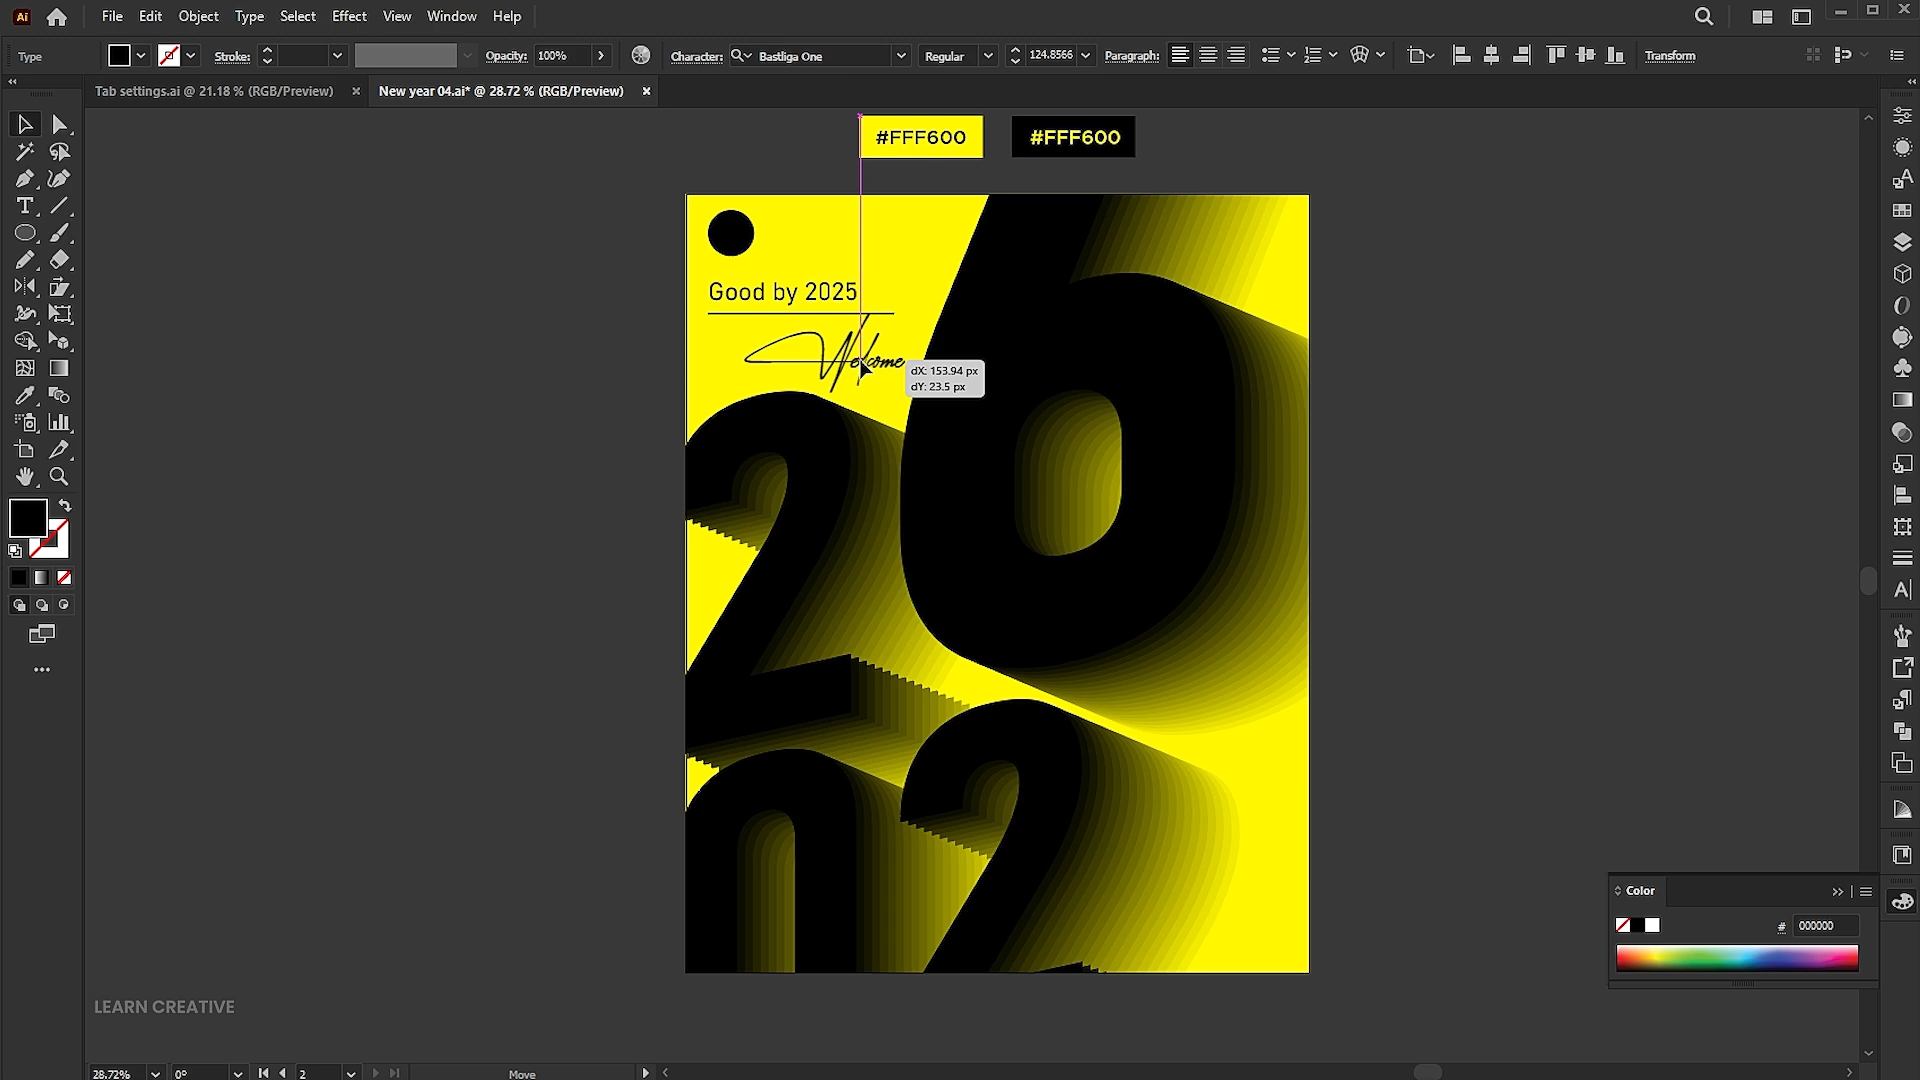 Ai File Edit Object Type Select Effect View Window Help
Type Stroke: Opacity: 100% Character: Bastliga One Regular 124.8566 Paragraph: Transform
Tab settings.ai @ 21.18 % (RGB/Preview) New year 04.ai* @ 28.72 % (RGB/Preview)
#FFF600 #FFF600
Good by 2025
Welcome
dX: 153.94 px
dY: 23.5 px
6
2
02
Color
# 000000
LEARN CREATIVE
28.72% 0° 2 Move